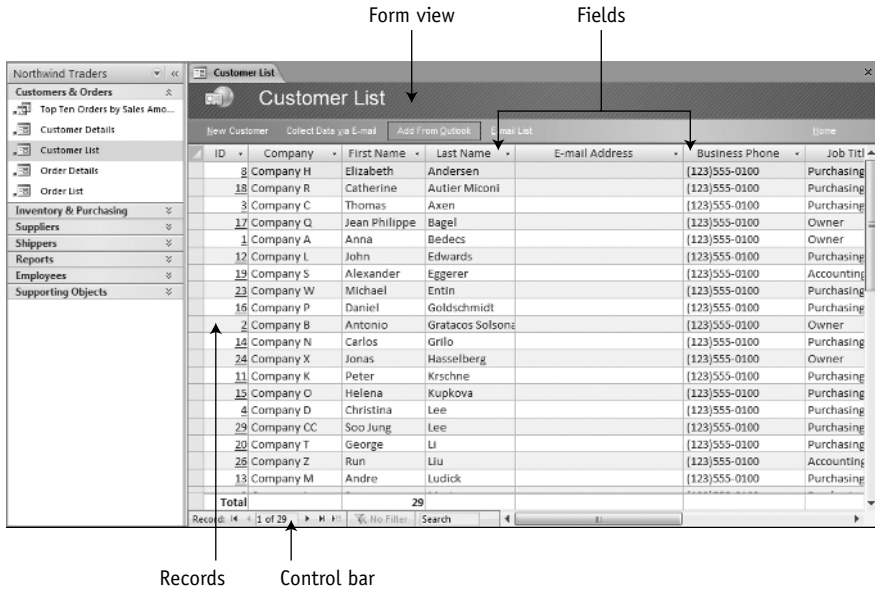 Form view
Fields
Northwind Traders
Customers & Orders
Top Ten Orders by Sales Amo...
Customer Details
Customer List
Order Details
Order List
Inventory & Purchasing
Suppliers
Shippers
Reports
Employees
Supporting Objects
Customer List
Customer List
New Customer Collect Data via E-mail Add From Outlook E-mail List Home
ID Company First Name Last Name E-mail Address Business Phone Job Titl
8 Company H Elizabeth Andersen (123)555-0100 Purchasing
18 Company R Catherine Autier Miconi (123)555-0100 Purchasing
3 Company C Thomas Axen (123)555-0100 Purchasing
17 Company Q Jean Philippe Bagel (123)555-0100 Owner
1 Company A Anna Bedecs (123)555-0100 Owner
12 Company L John Edwards (123)555-0100 Purchasing
19 Company S Alexander Eggerer (123)555-0100 Accounting
23 Company W Michael Entin (123)555-0100 Purchasing
16 Company P Daniel Goldschmidt (123)555-0100 Purchasing
2 Company B Antonio Gratacos Solsona (123)555-0100 Owner
14 Company N Carlos Grilo (123)555-0100 Purchasing
24 Company X Jonas Hasselberg (123)555-0100 Owner
11 Company K Peter Krschne (123)555-0100 Purchasing
15 Company O Helena Kupkova (123)555-0100 Purchasing
4 Company D Christina Lee (123)555-0100 Purchasing
29 Company CC Soo Jung Lee (123)555-0100 Purchasing
20 Company T George Li (123)555-0100 Purchasing
26 Company Z Run Liu (123)555-0100 Accounting
13 Company M Andre Ludick (123)555-0100 Purchasing
Total 29
Record: 1 of 29 No Filter Search
Records
Control bar